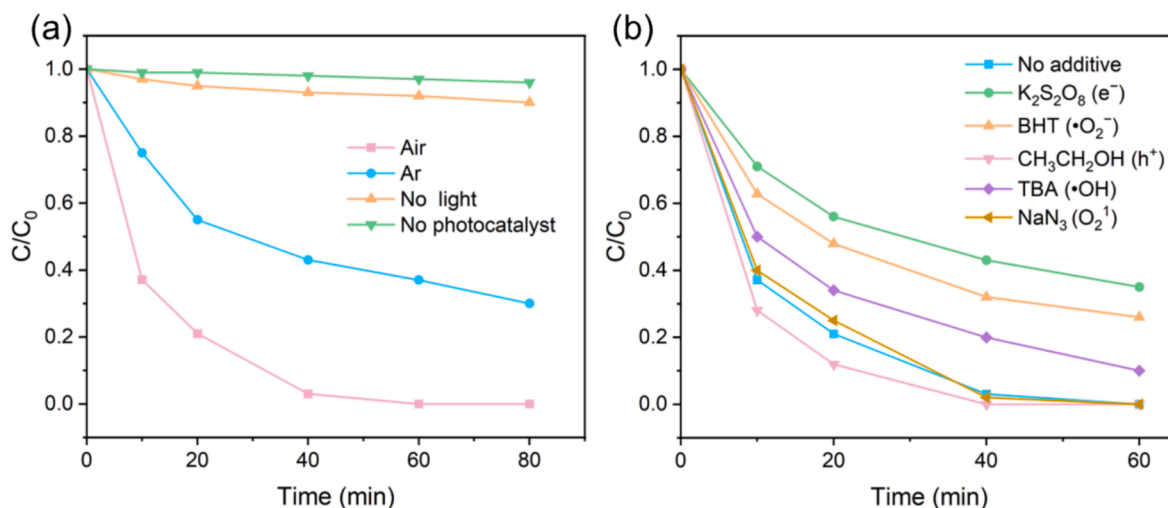 (a)
1.0
0.8
0.6
0.4
0.2
0.0
C/C₀
Air
Ar
No light
No photocatalyst
0 20 40 60 80
Time (min)
(b)
1.0
0.8
0.6
0.4
0.2
0.0
C/C₀
No additive
K₂S₂O₈ (e⁻)
BHT (•O₂⁻)
CH₃CH₂OH (h⁺)
TBA (•OH)
NaN₃ (O₂¹)
0 20 40 60
Time (min)